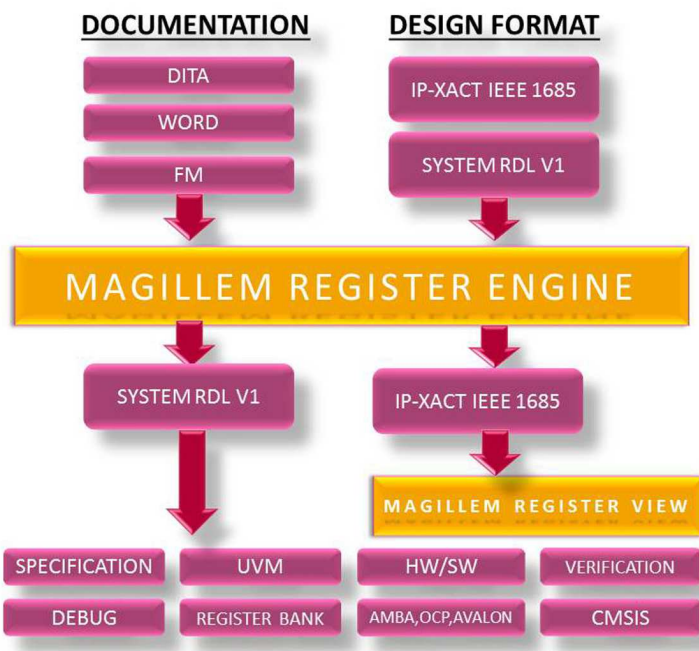 DOCUMENTATION
DITA
WORD
FM
DESIGN FORMAT
IP-XACT IEEE 1685
SYSTEM RDL V1
MAGILLEM REGISTER ENGINE
SYSTEM RDL V1
IP-XACT IEEE 1685
MAGILLEM REGISTER VIEW
SPECIFICATION
UVM
HW/SW
VERIFICATION
DEBUG
REGISTER BANK
AMBA,OCP,AVALON
CMSIS